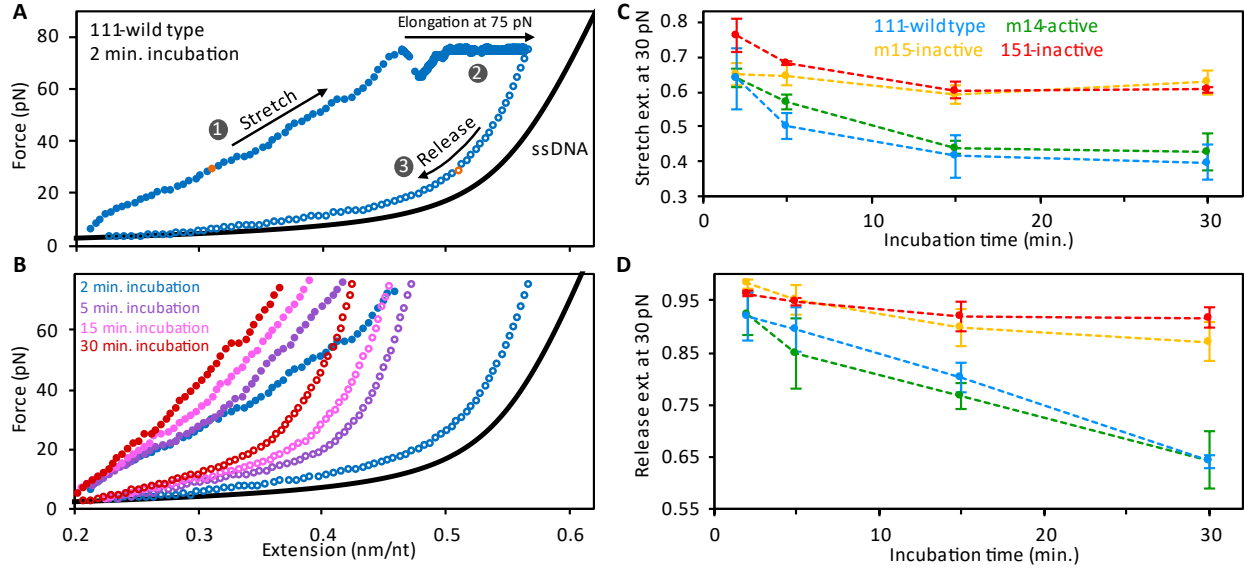 A
111-wild type
2 min. incubation
Elongation at 75 pN
1
Stretch
2
3
Release
ssDNA
Force (pN)
80
60
40
20
0
B
2 min. incubation
5 min. incubation
15 min. incubation
30 min. incubation
Force (pN)
60
40
20
0
0.2
0.3
0.4
0.5
0.6
Extension (nm/nt)
C
111-wildtype
m14-active
m15-inactive
151-inactive
Stretch ext. at 30 pN
0.8
0.7
0.6
0.5
0.4
0.3
0
10
20
30
Incubation time (min.)
D
Release ext. at 30 pN
0.95
0.85
0.75
0.65
0.55
0
10
20
30
Incubation time (min.)